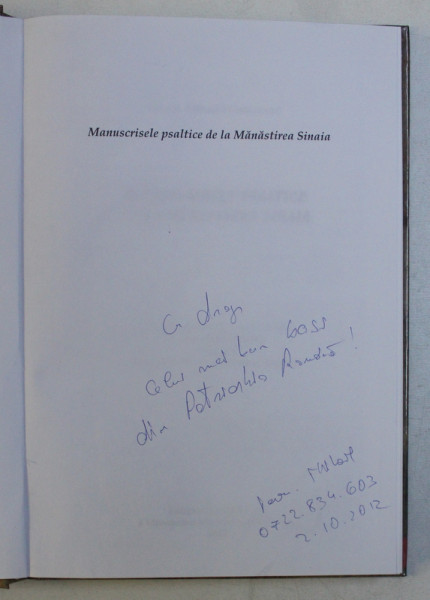 Manuscrisele psaltice de la Mănăstirea Sinaia
Cu drag
celui mai bun bass
din Patriarhia Română!
0722.834.603
2.10.2012